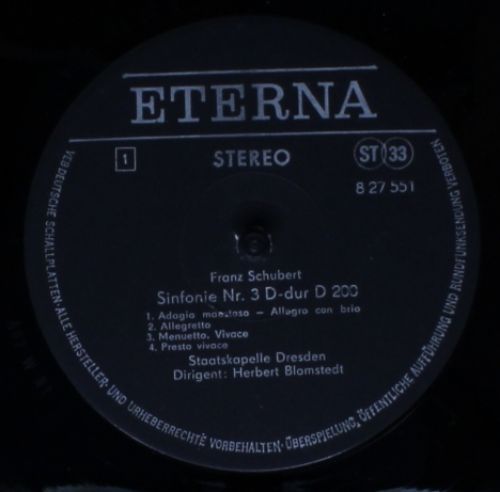 ETERNA
1 STEREO ST 33
8 27 551
Franz Schubert
Sinfonie Nr. 3 D-dur D 200
1. Adagio maestoso – Allegro con brio
2. Allegretto
3. Menuetto, Vivace
4. Presto vivace
Staatskapelle Dresden
Dirigent: Herbert Blomstedt
VEB DEUTSCHE SCHALLPLATTEN · ALLE HERSTELLER- UND URHEBERRECHTE VORBEHALTEN · ÜBERSPIELUNG, ÖFFENTLICHE AUFFÜHRUNG UND RUNDFUNKSENDUNG VERBOTEN